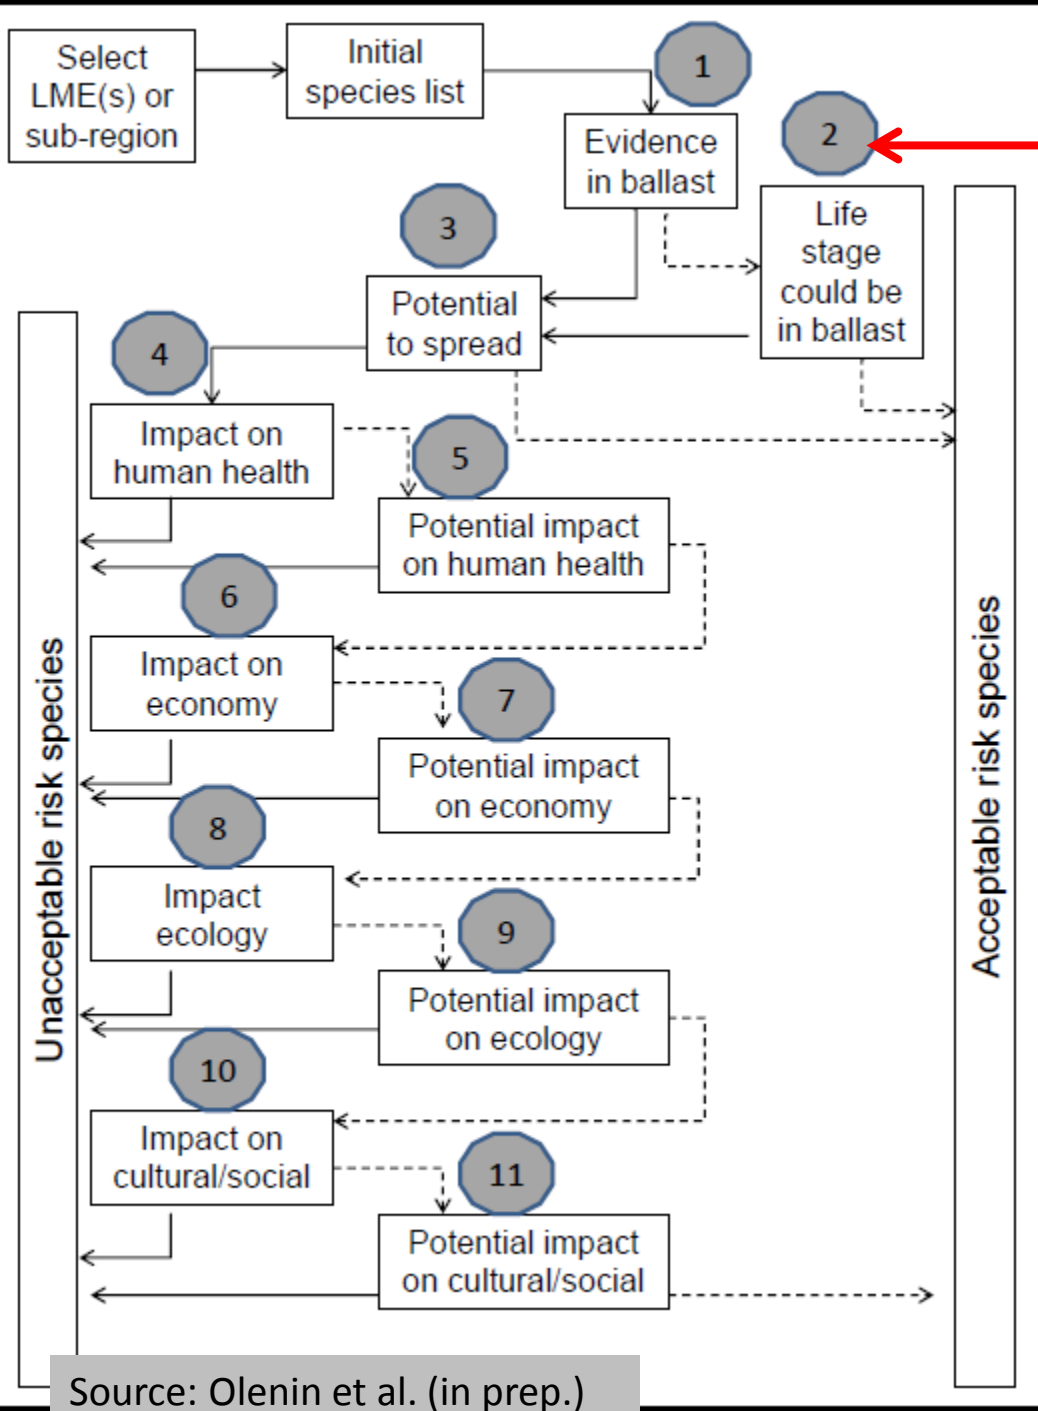 Select
LME(s) or
sub-region
Initial
species list
1
Evidence
in ballast
2
Life
stage
could be
in ballast
3
Potential
to spread
4
Impact on
human health
5
Potential impact
on human health
6
Impact on
economy
7
Potential impact
on economy
8
Impact
ecology
9
Potential impact
on ecology
10
Impact on
cultural/social
11
Potential impact
on cultural/social
Unacceptable risk species
Acceptable risk species
Source: Olenin et al. (in prep.)